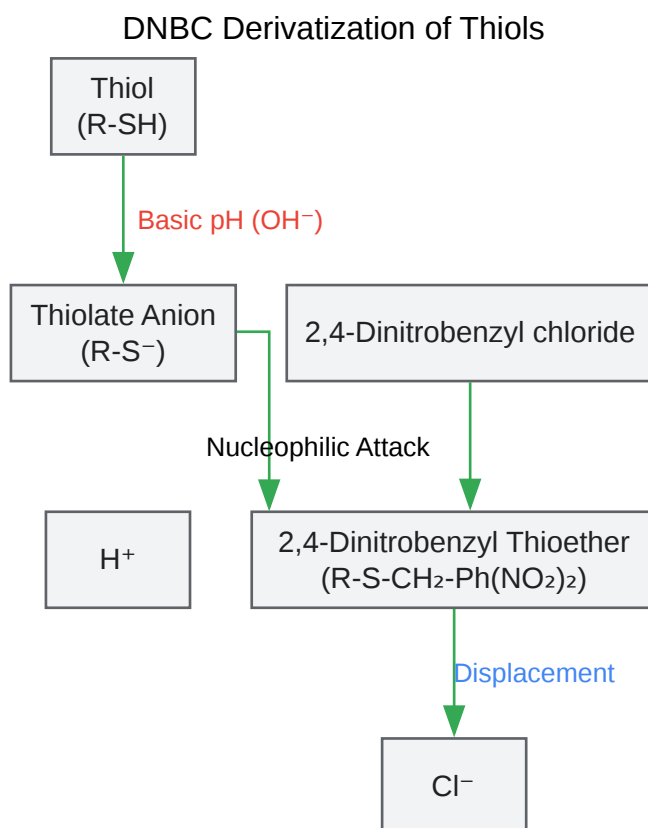 DNBC Derivatization of Thiols
Thiol
(R-SH)
Basic pH (OH⁻)
Thiolate Anion
(R-S⁻)
2,4-Dinitrobenzyl chloride
Nucleophilic Attack
H⁺
2,4-Dinitrobenzyl Thioether
(R-S-CH₂-Ph(NO₂)₂)
Displacement
Cl⁻